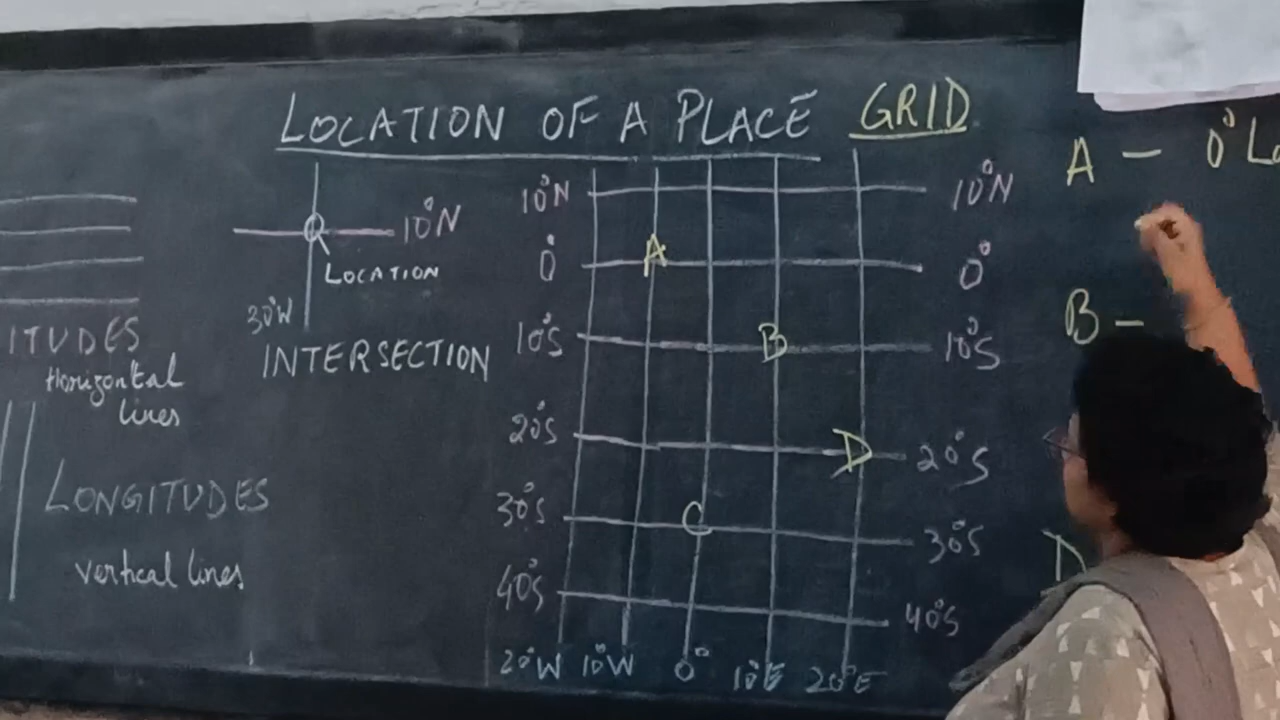 LOCATION OF A PLACE GRID
ITUDES
Horizontal
lines
LONGITUDES
vertical lines
10°N
LOCATION
30°W
INTERSECTION
10°N 10°N
0° 0°
A
10°S 10°S
B
20°S 20°S
D
30°S 30°S
C
40°S 40°S
20°W 10°W 0° 10°E 20°E
A — 0°
B —
D